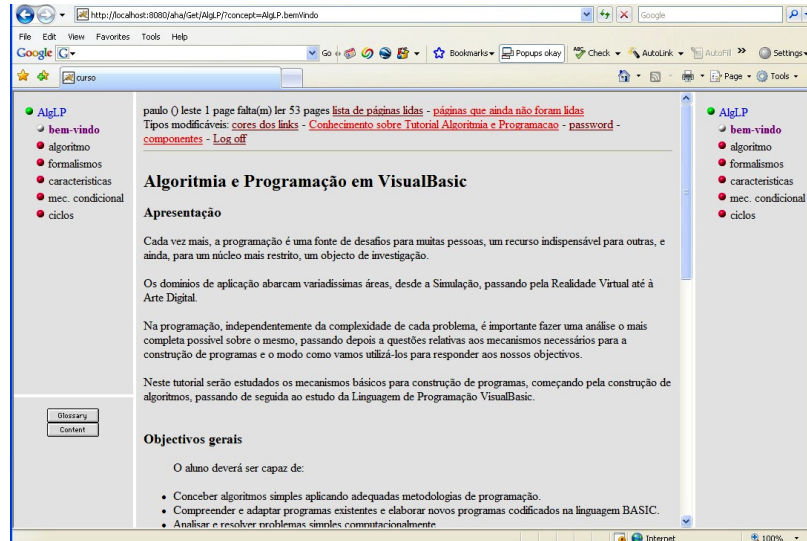 http://localhost:8080/aha/Get/AlgLP/?concept=AlgLP.bemVindo
Google
File Edit View Favorites Tools Help
Google G Go Bookmarks Popups okay Check AutoLink AutoFill Settings
curso
Page Tools
AlgLP
bem-vindo
algoritmo
formalismos
caracteristicas
mec. condicional
ciclos
Glossary
Content
paulo () leste 1 page falta(m) ler 53 pages lista de páginas lidas - páginas que ainda não foram lidas
Tipos modificáveis: cores dos links - Conhecimento sobre Tutorial Algoritmia e Programacao - password -
componentes - Log off
Algoritmia e Programação em VisualBasic
Apresentação
Cada vez mais, a programação é uma fonte de desafios para muitas pessoas, um recurso indispensável para outras, e
ainda, para um núcleo mais restrito, um objecto de investigação.
Os dominios de aplicação abarcam variadissimas áreas, desde a Simulação, passando pela Realidade Virtual até à
Arte Digital.
Na programação, independentemente da complexidade de cada problema, é importante fazer uma análise o mais
completa possivel sobre o mesmo, passando depois a questões relativas aos mecanismos necessários para a
construção de programas e o modo como vamos utilizá-los para responder aos nossos objectivos.
Neste tutorial serão estudados os mecanismos básicos para construção de programas, começando pela construção de
algoritmos, passando de seguida ao estudo da Linguagem de Programação VisualBasic.
Objectivos gerais
O aluno deverá ser capaz de:
Conceber algoritmos simples aplicando adequadas metodologias de programação.
Compreender e adaptar programas existentes e elaborar novos programas codificados na linguagem BASIC.
Analisar e resolver problemas simples computacionalmente
AlgLP
bem-vindo
algoritmo
formalismos
caracteristicas
mec. condicional
ciclos
Internet 100%